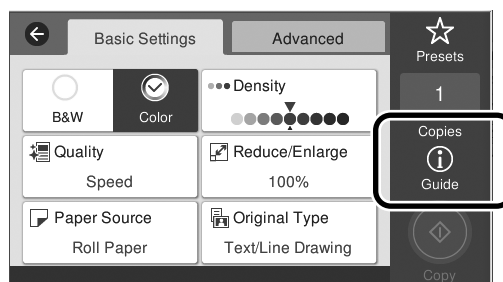 Basic Settings
Advanced
Presets
B&W
Color
Density
1
Copies
Quality
Speed
Reduce/Enlarge
100%
Guide
Paper Source
Roll Paper
Original Type
Text/Line Drawing
Copy